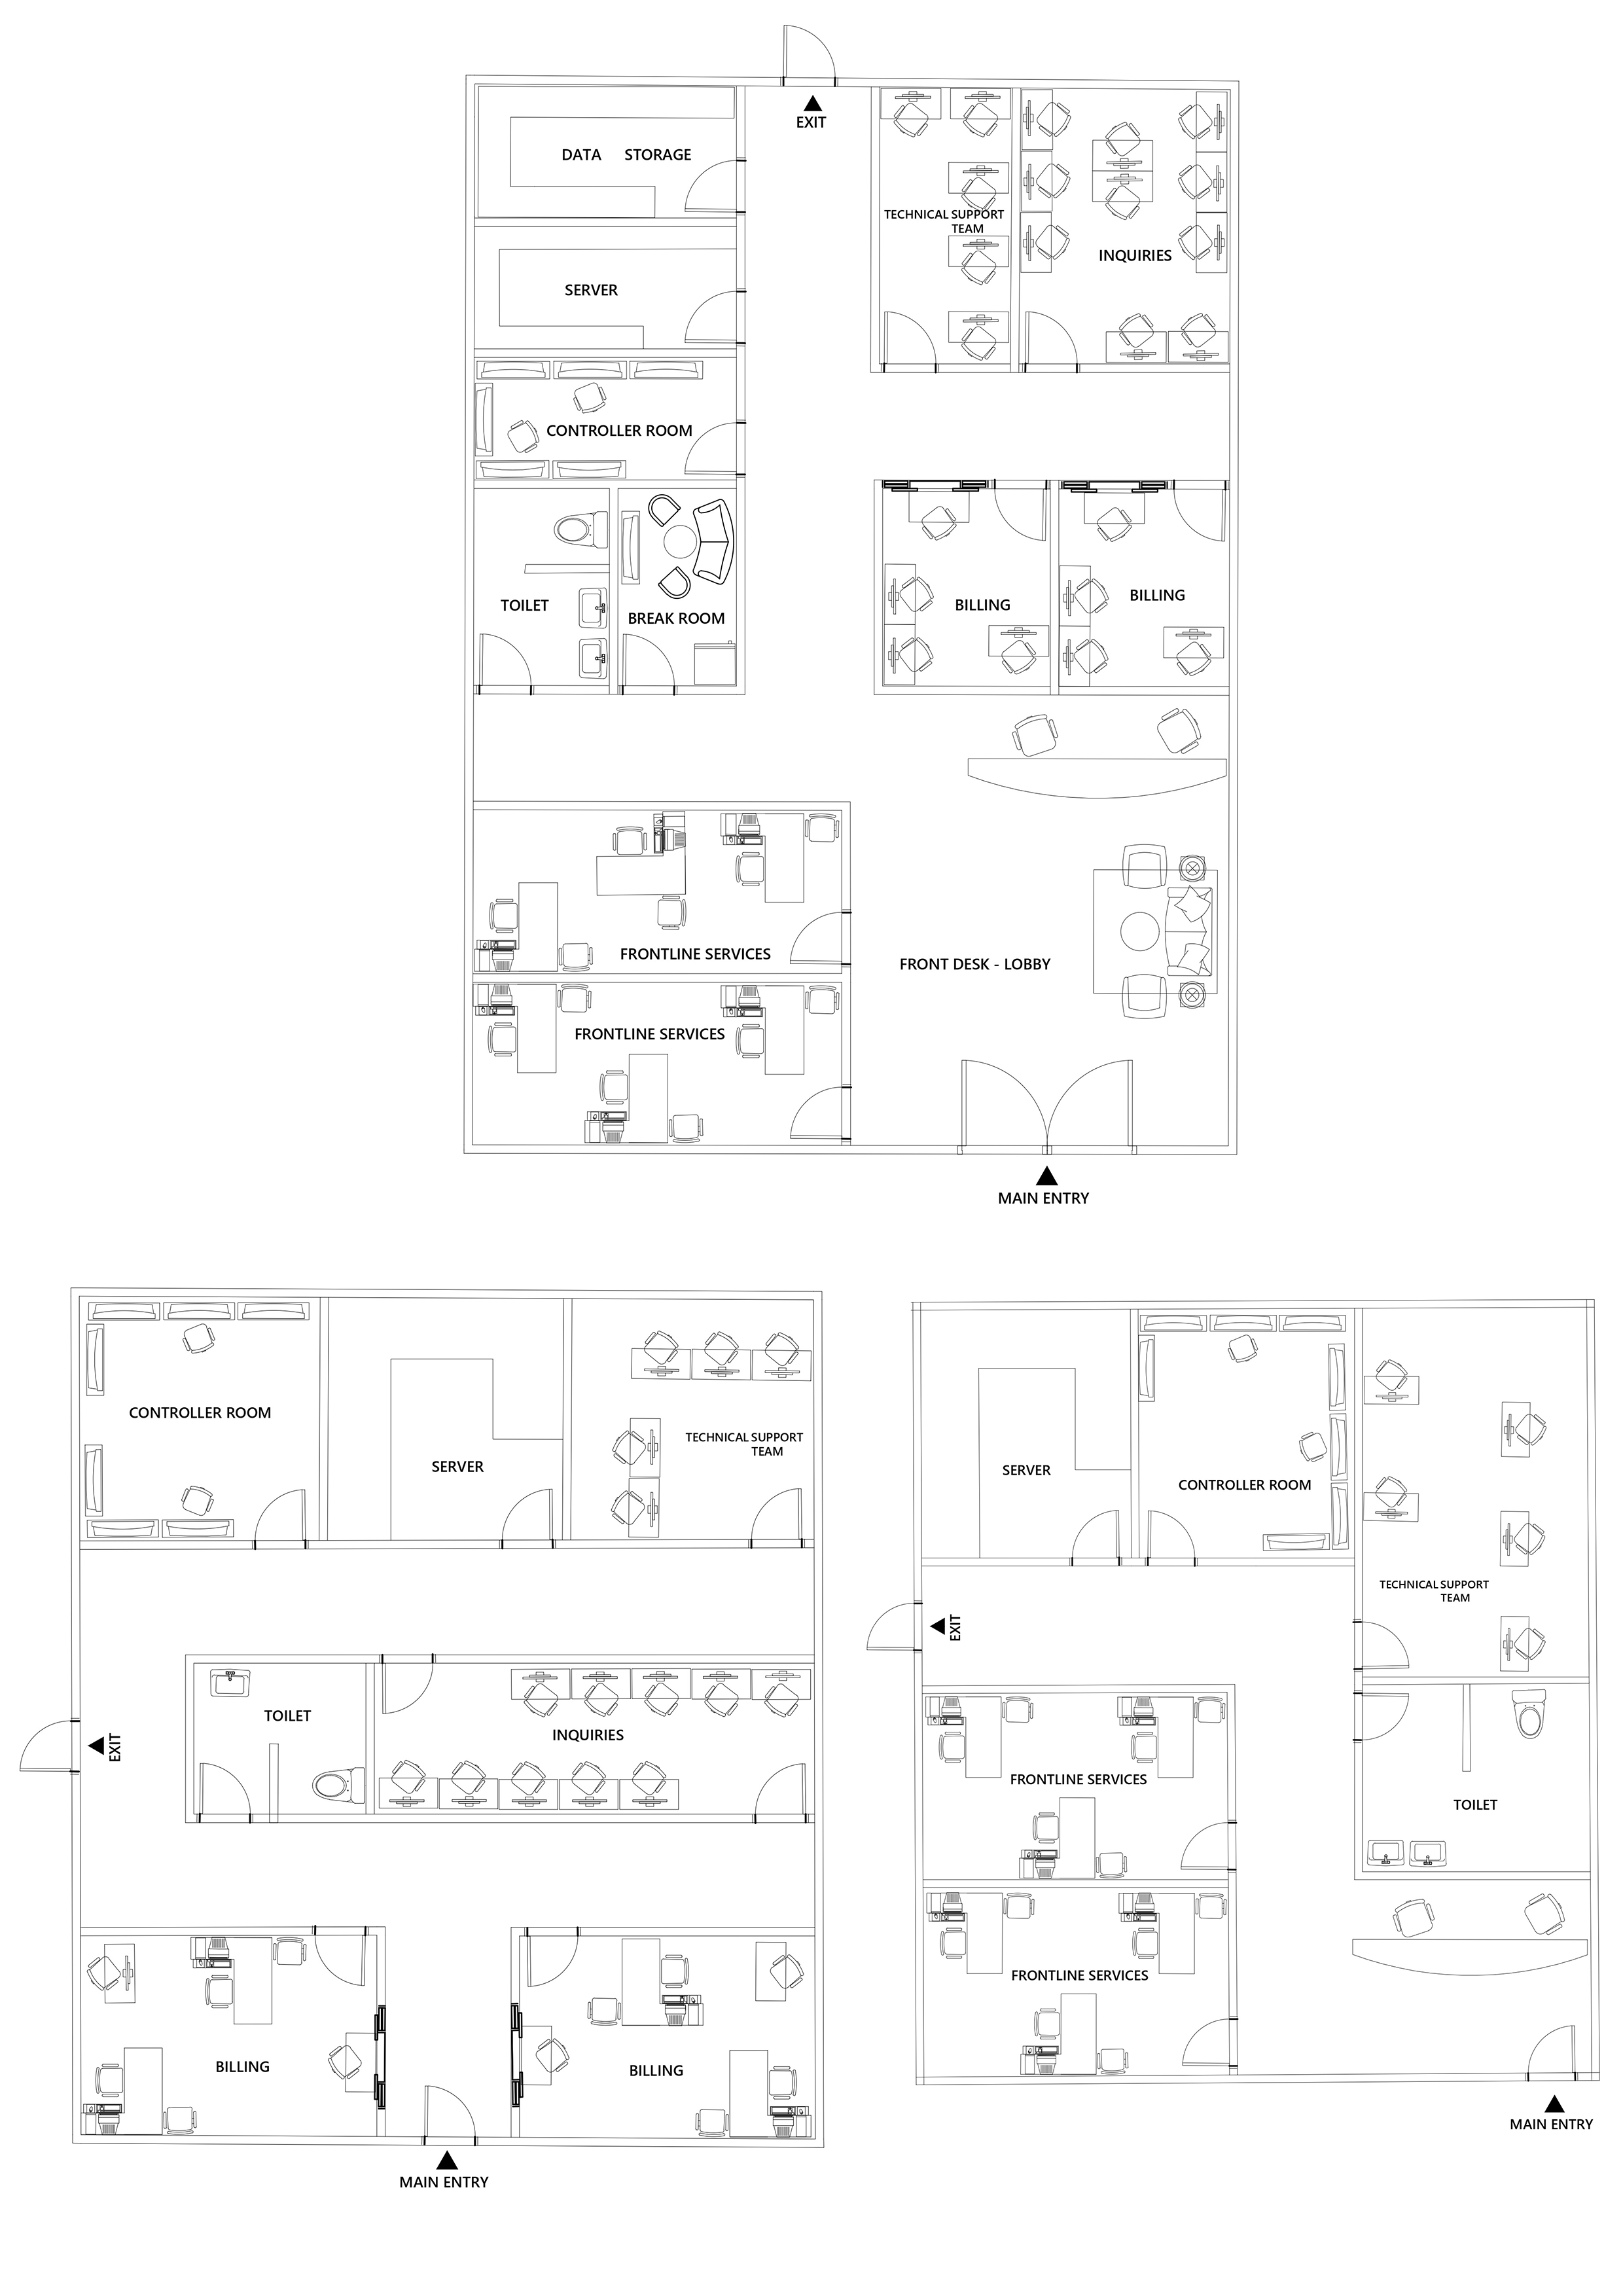 EXIT
DATA STORAGE
TECHNICAL SUPPORT
TEAM
INQUIRIES
SERVER
CONTROLLER ROOM
TOILET
BREAK ROOM
BILLING
BILLING
FRONTLINE SERVICES
FRONT DESK - LOBBY
FRONTLINE SERVICES
MAIN ENTRY
CONTROLLER ROOM
SERVER
TECHNICAL SUPPORT
TEAM
TOILET
INQUIRIES
EXIT
BILLING
BILLING
MAIN ENTRY
SERVER
CONTROLLER ROOM
TECHNICAL SUPPORT
TEAM
EXIT
FRONTLINE SERVICES
TOILET
FRONTLINE SERVICES
MAIN ENTRY